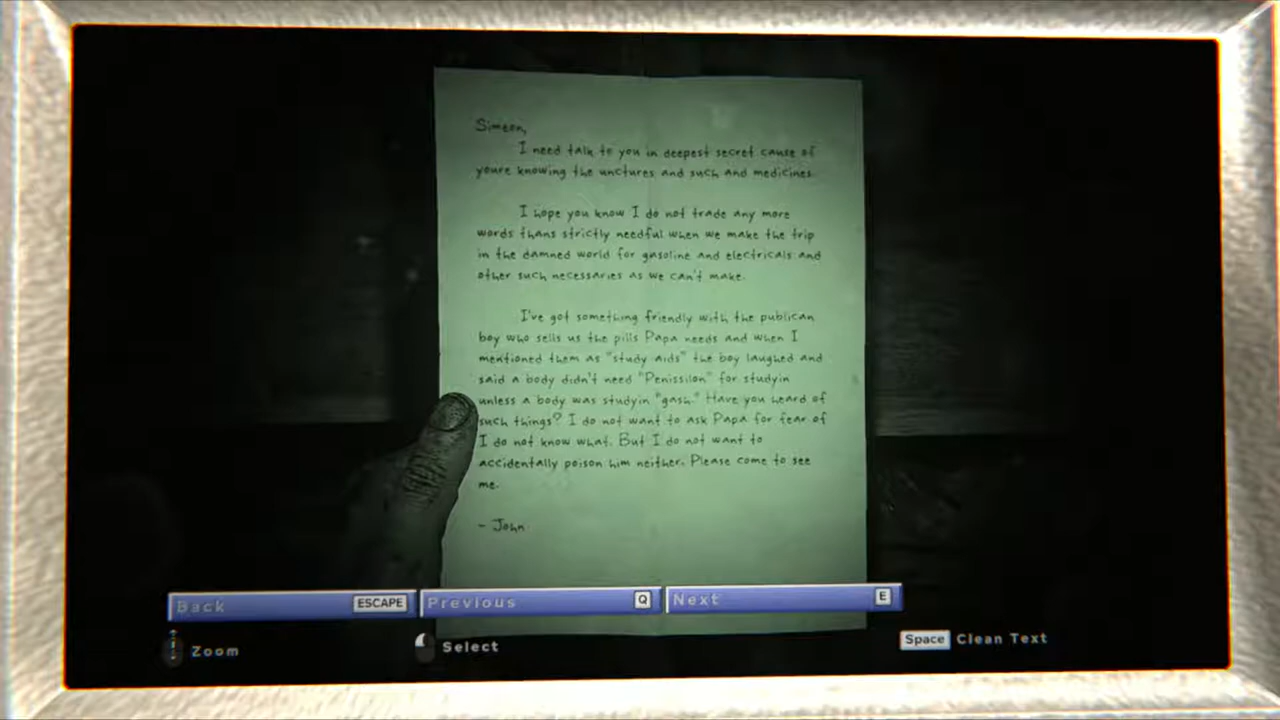 Simeon,
I need talk to you in deepest secret cause of
youre knowing the unctures and such and medicines.
I hope you know I do not trade any more
words thans strictly needful when we make the trip
in the damned world for gasoline and electricals and
other such necessaries as we can't make.
I've got something friendly with the publican
boy who sells us the pills Papa needs and when I
mentioned them as "study aids" the boy laughed and
said a body didn't need "Penissilon" for studyin
unless a body was studyin "gash." Have you heard of
such things? I do not want to ask Papa for fear of
I do not know what. But I do not want to
accidentally poison him neither. Please come to see
me.
- John
Back ESCAPE Previous Q Next E
Zoom Select Space Clean Text